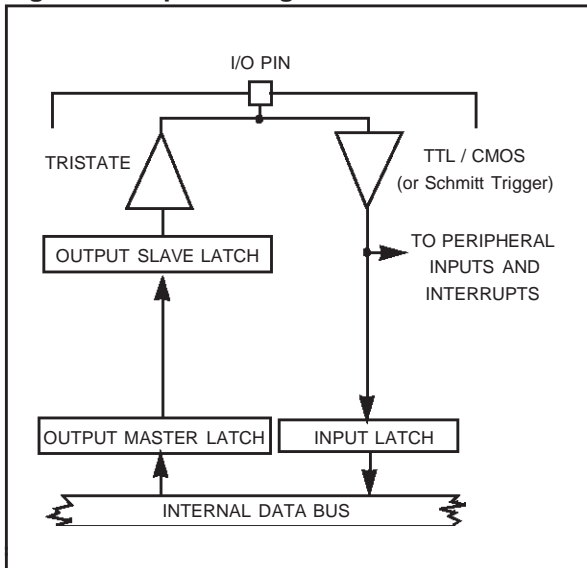 I/O PIN
TRISTATE
TTL / CMOS
(or Schmitt Trigger)
TO PERIPHERAL
INPUTS AND
INTERRUPTS
OUTPUT SLAVE LATCH
OUTPUT MASTER LATCH
INPUT LATCH
INTERNAL DATA BUS